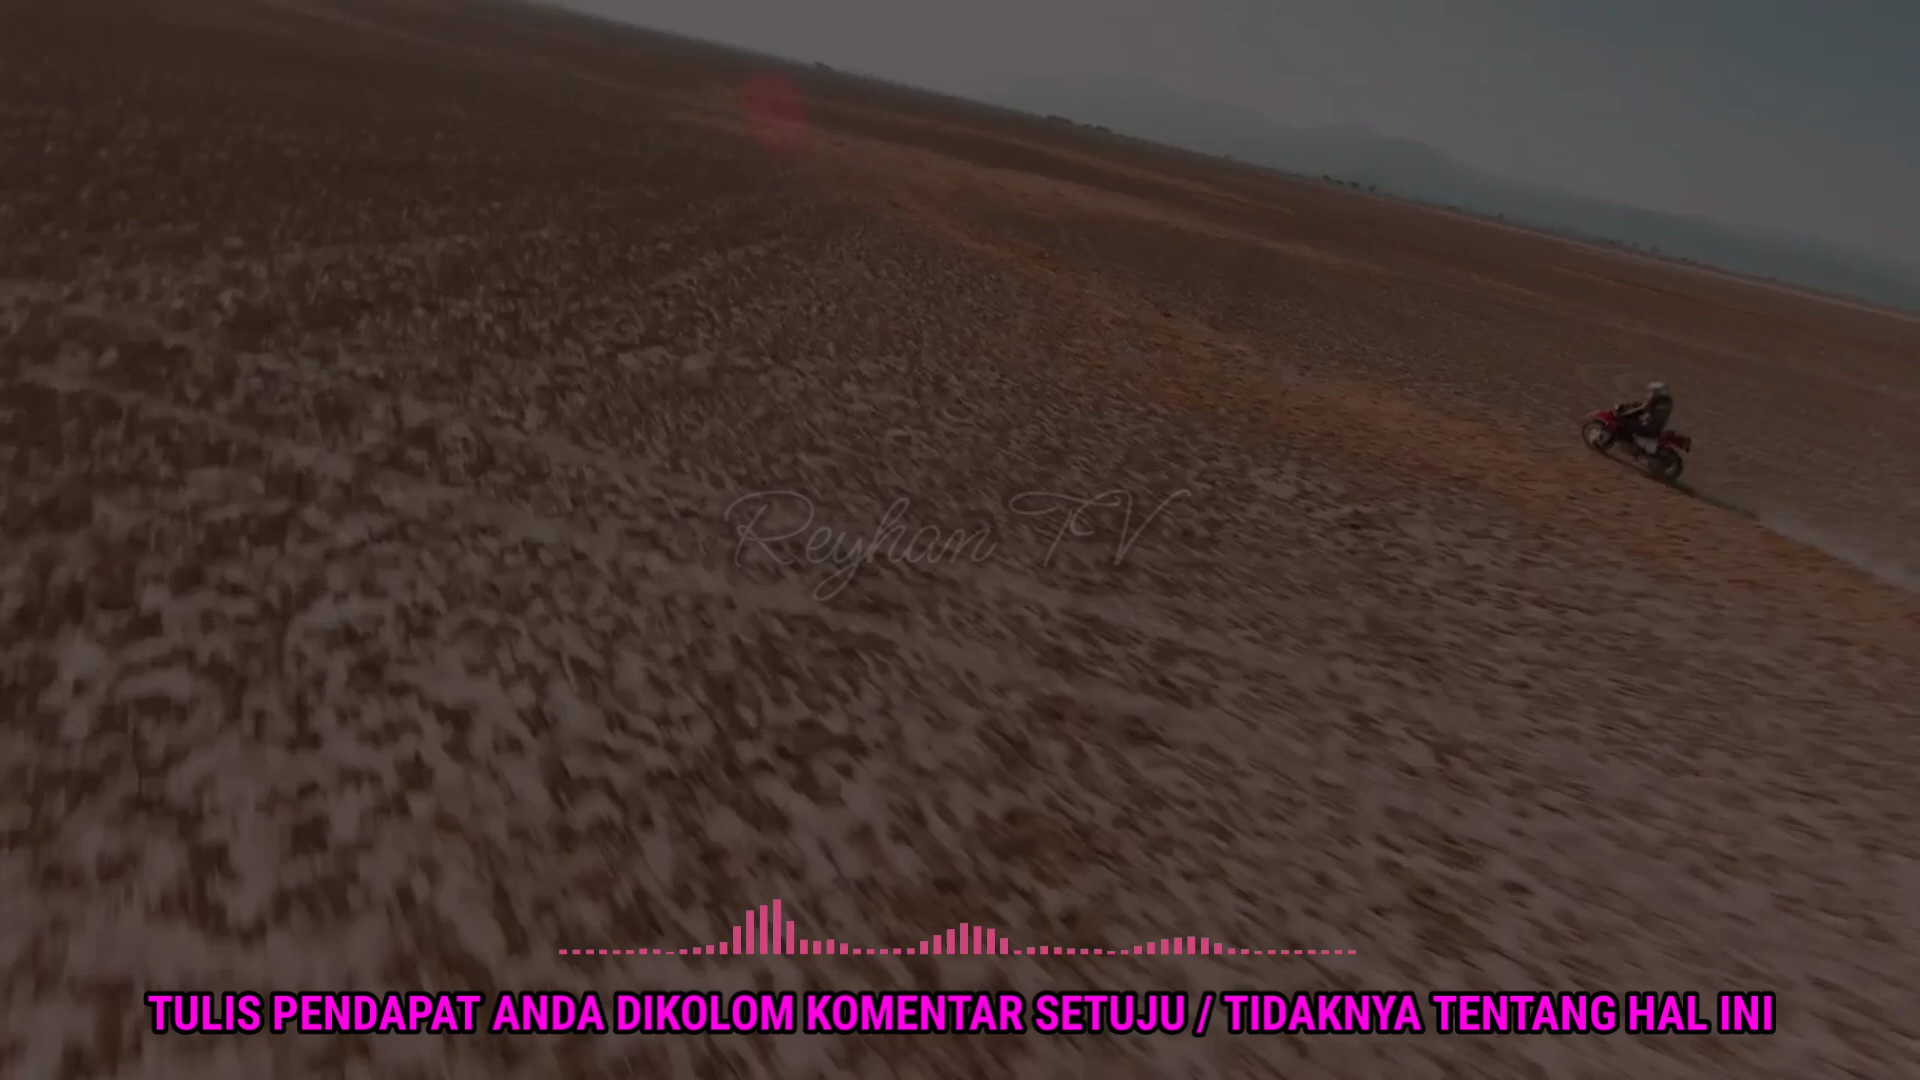 Reyhan TV
TULIS PENDAPAT ANDA DIKOLOM KOMENTAR SETUJU / TIDAKNYA TENTANG HAL INI